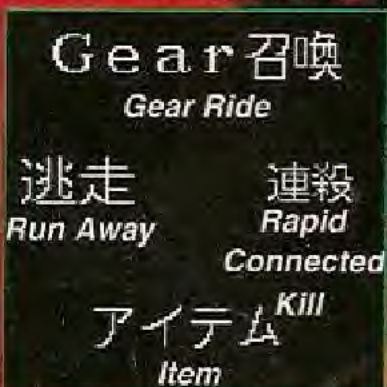 Gear召喚
Gear Ride
逃走
Run Away
連殺
Rapid
Connected
Kill
アイテム
Item